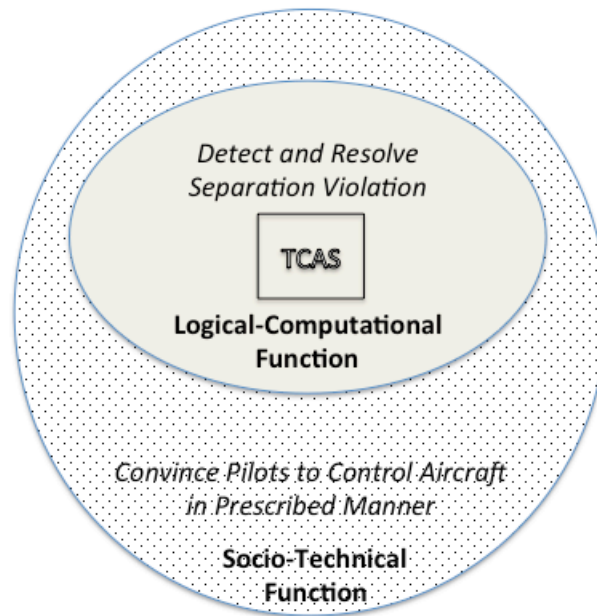 Detect and Resolve
Separation Violation
TCAS
Logical-Computational
Function
Convince Pilots to Control Aircraft
in Prescribed Manner
Socio-Technical
Function